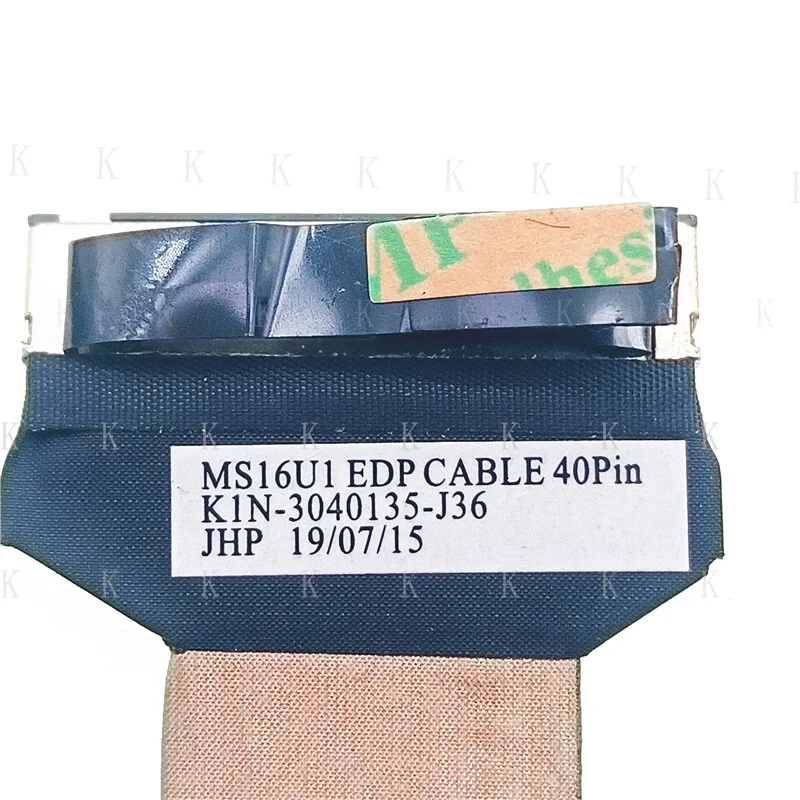 K K K K K K K K K
MS16U1 EDP CABLE 40Pin
K1N-3040135-J36
JHP 19/07/15